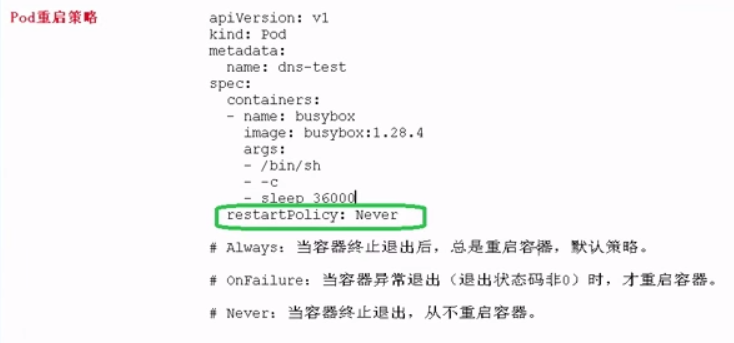 Pod重启策略
apiVersion: v1
kind: Pod
metadata:
  name: dns-test
spec:
  containers:
  - name: busybox
    image: busybox:1.28.4
    args:
    - /bin/sh
    - -c
    - sleep 36000
  restartPolicy: Never
# Always: 当容器终止退出后，总是重启容器，默认策略。
# OnFailure: 当容器异常退出（退出状态码非0）时，才重启容器。
# Never: 当容器终止退出，从不重启容器。